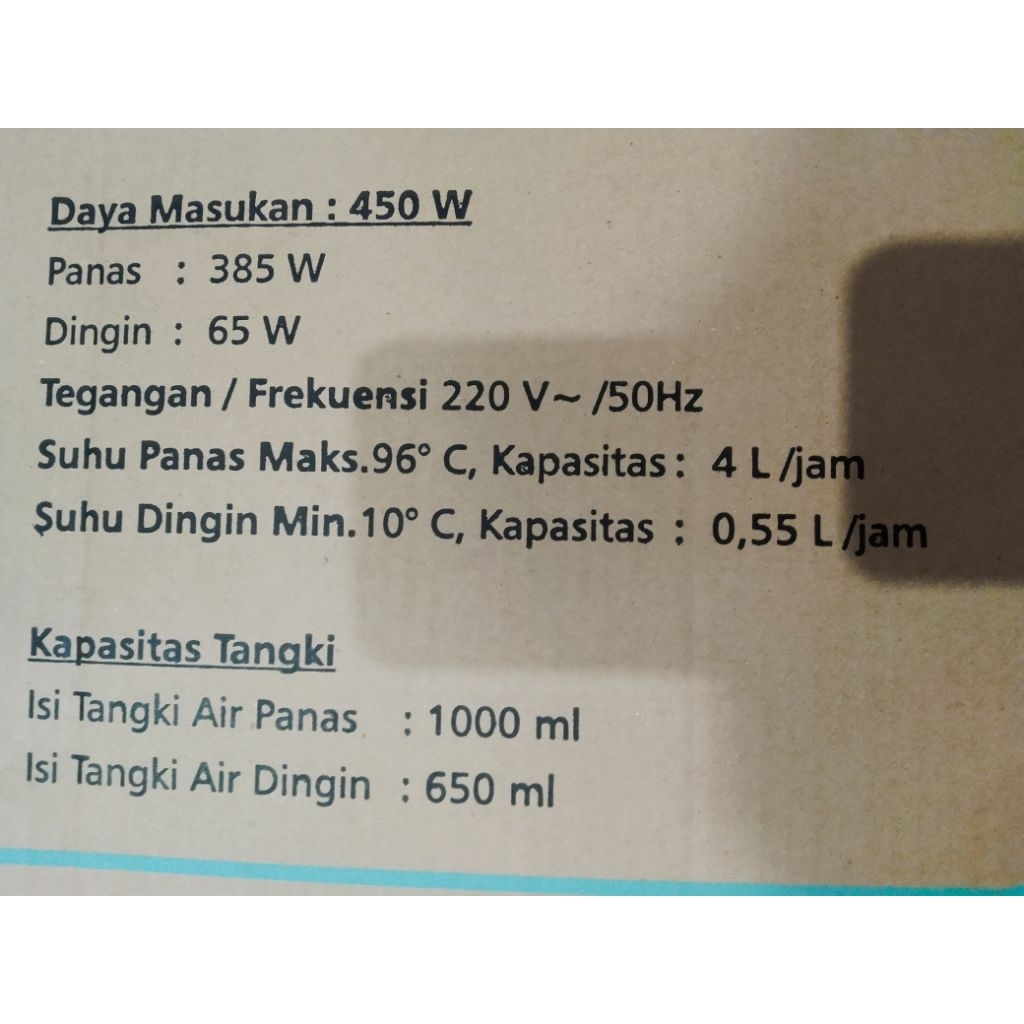 Daya Masukan : 450 W
Panas : 385 W
Dingin : 65 W
Tegangan / Frekuensi 220 V~ /50Hz
Suhu Panas Maks.96° C, Kapasitas : 4 L /jam
Suhu Dingin Min.10° C, Kapasitas : 0,55 L /jam
Kapasitas Tangki
Isi Tangki Air Panas : 1000 ml
Isi Tangki Air Dingin : 650 ml